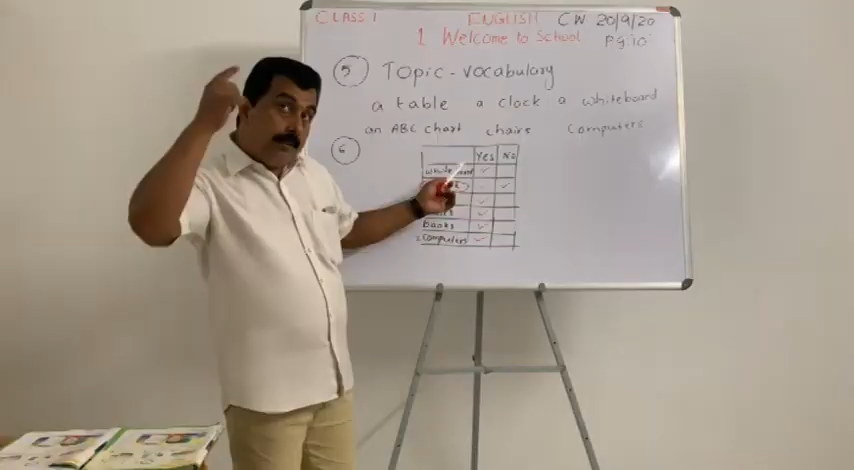 CLASS 1 ENGLISH CW 20/9/20
1 Welcome to School Pg:10
5 Topic - vocabulary
a table a clock a whiteboard
an ABC chart chairs computers
6
Yes No
books
computers